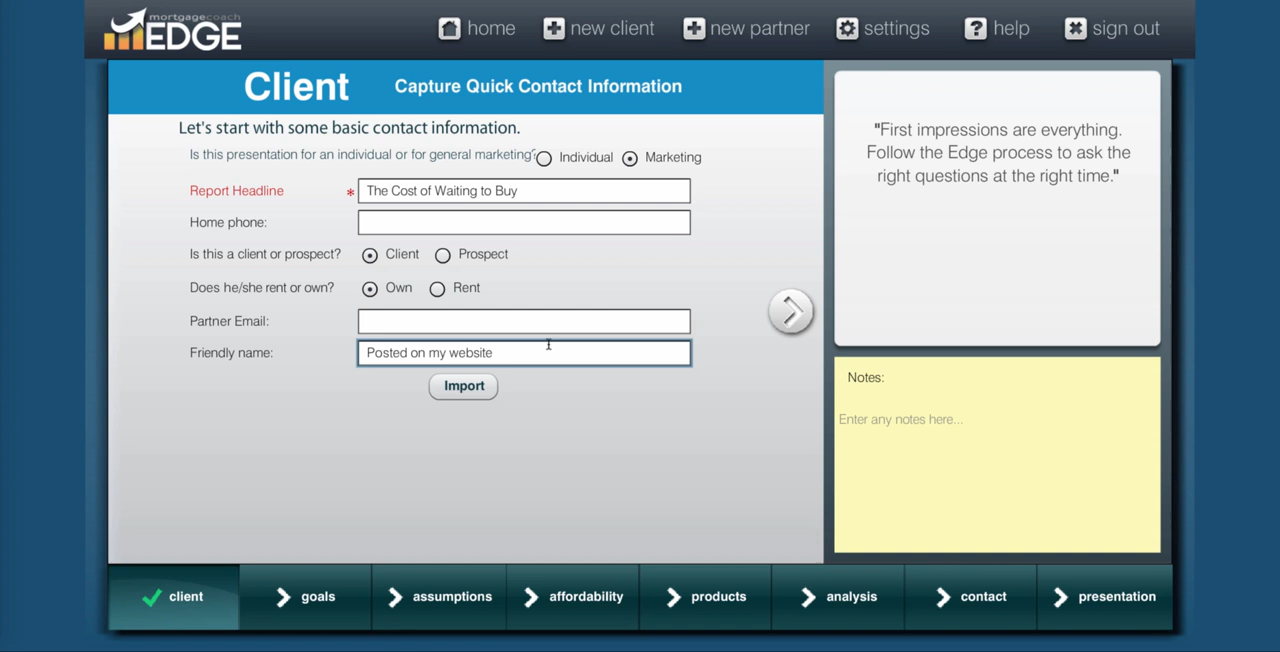 mortgagecoach
EDGE
home
new client
new partner
settings
help
sign out
Client
Capture Quick Contact Information
Let's start with some basic contact information.
Is this presentation for an individual or for general marketing?
Individual
Marketing
Report Headline
*
The Cost of Waiting to Buy
Home phone:
Is this a client or prospect?
Client
Prospect
Does he/she rent or own?
Own
Rent
Partner Email:
Friendly name:
Posted on my website
Import
"First impressions are everything.
Follow the Edge process to ask the
right questions at the right time."
Notes:
Enter any notes here...
client
goals
assumptions
affordability
products
analysis
contact
presentation